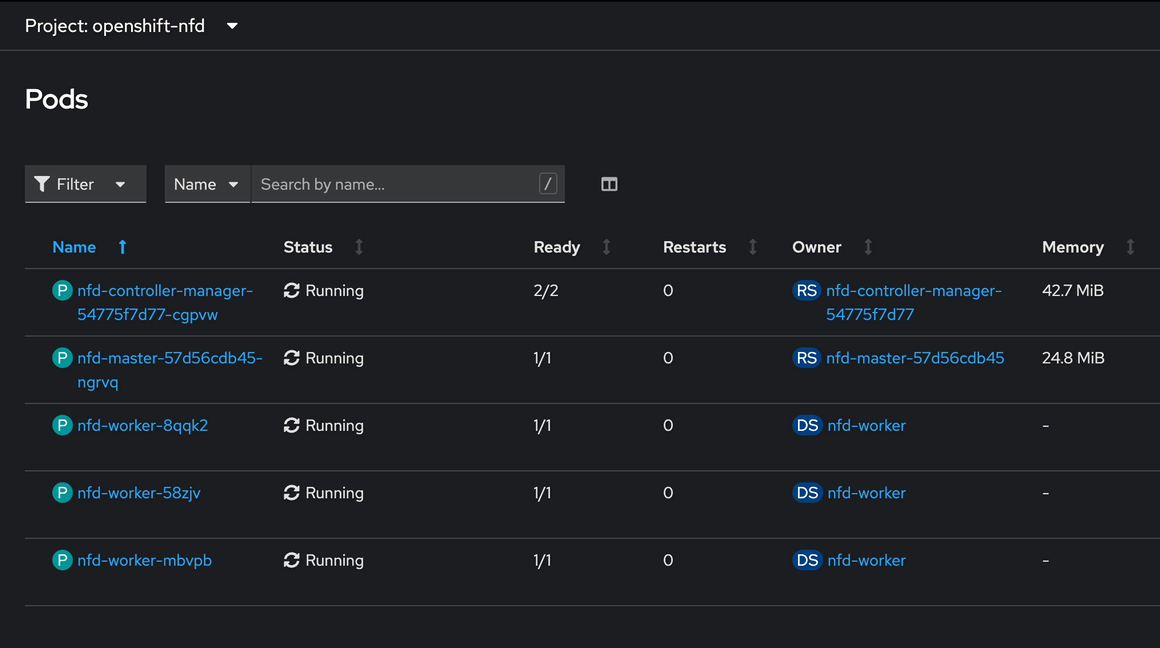 Project: openshift-nfd
Pods
Filter Name Search by name... /
Name Status Ready Restarts Owner Memory
P nfd-controller-manager- Running 2/2 0 RS nfd-controller-manager- 42.7 MiB
54775f7d77-cgpvw 54775f7d77
P nfd-master-57d56cdb45- Running 1/1 0 RS nfd-master-57d56cdb45 24.8 MiB
ngrvq
P nfd-worker-8qqk2 Running 1/1 0 DS nfd-worker -
P nfd-worker-58zjv Running 1/1 0 DS nfd-worker -
P nfd-worker-mbvpb Running 1/1 0 DS nfd-worker -